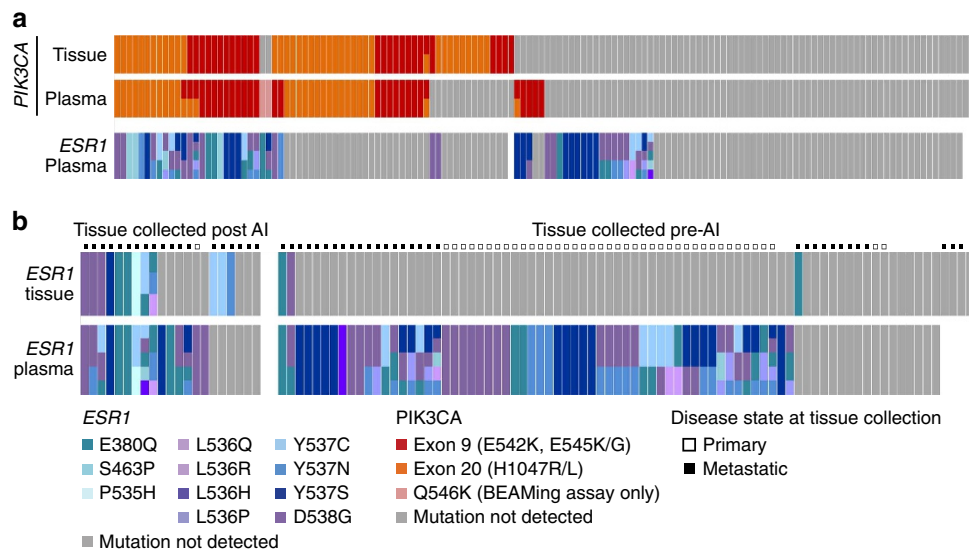 a
PIK3CA
Tissue
Plasma
ESR1
Plasma
b
Tissue collected post AI
Tissue collected pre-AI
ESR1
tissue
ESR1
plasma
ESR1
E380Q
S463P
P535H
L536Q
L536R
L536H
L536P
Y537C
Y537N
Y537S
D538G
Mutation not detected
PIK3CA
Exon 9 (E542K, E545K/G)
Exon 20 (H1047R/L)
Q546K (BEAMing assay only)
Mutation not detected
Disease state at tissue collection
Primary
Metastatic